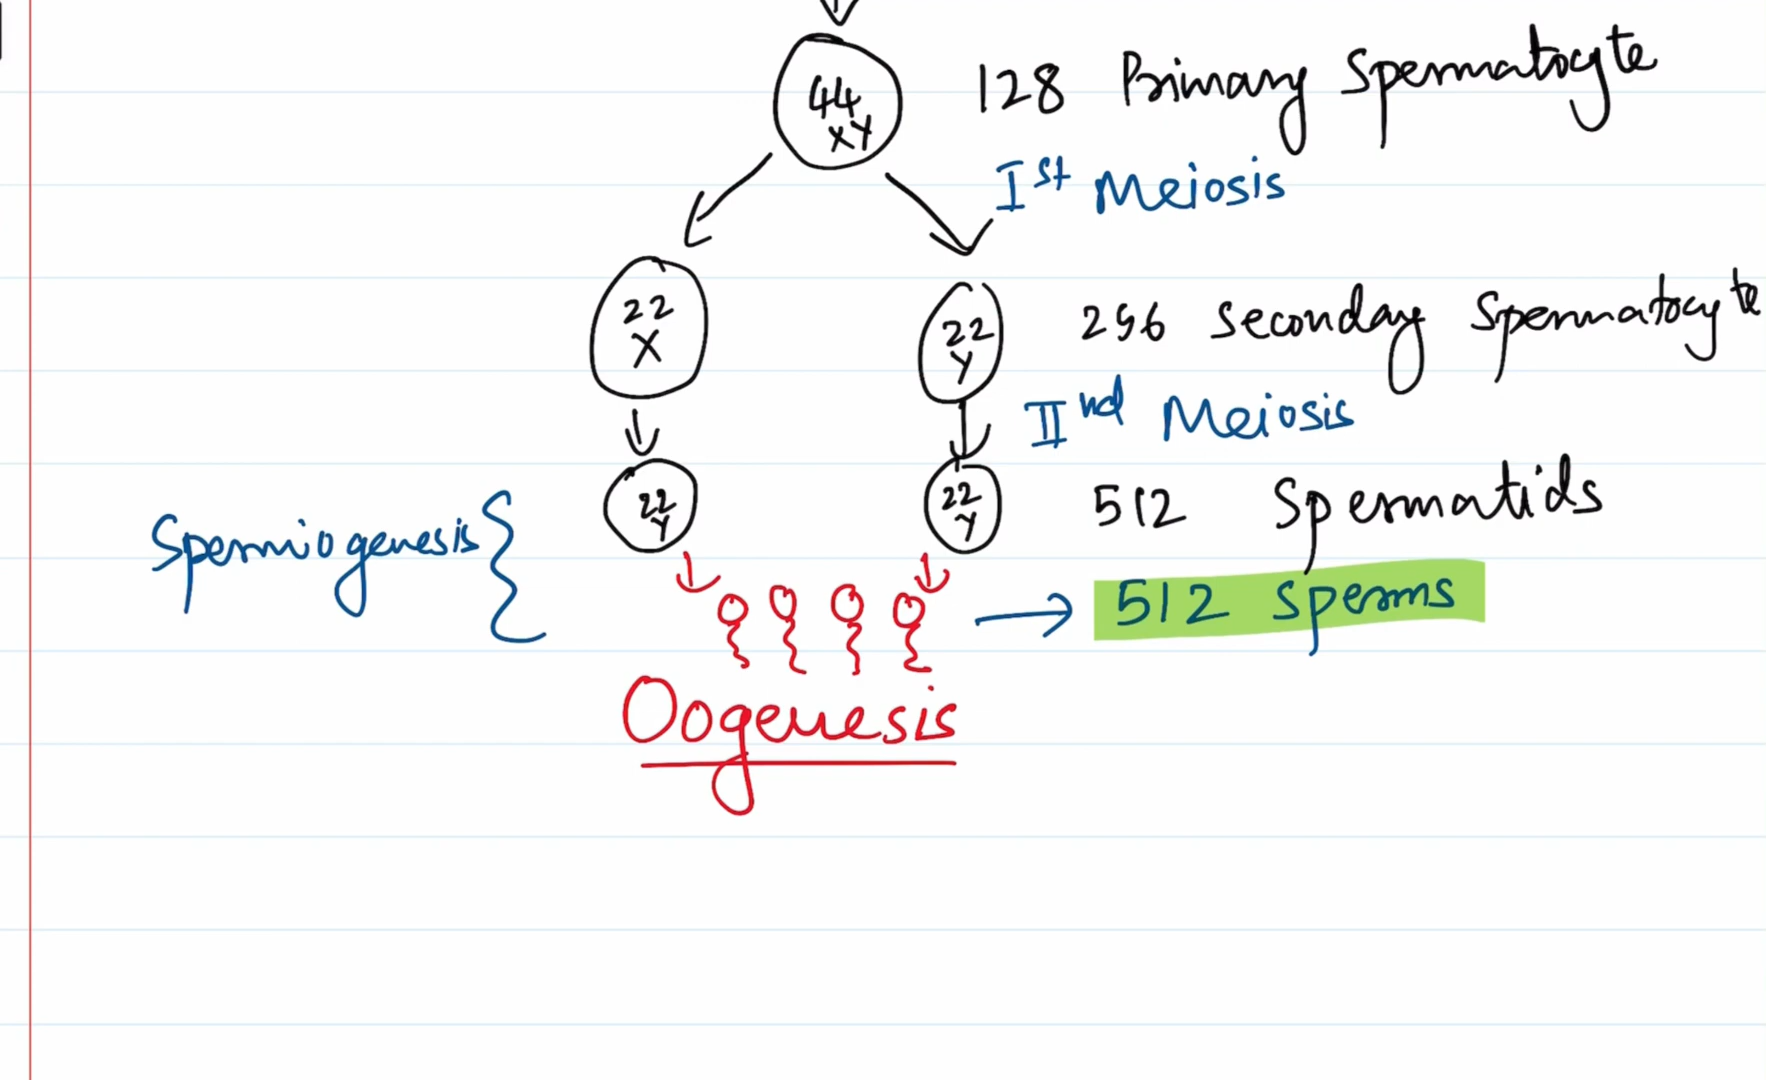 44
XY
128 Primary Spermatocyte
Ist Meiosis
22
X
22
Y
256 seconday spermatocyte
IInd Meiosis
22
Y
22
Y
512 Spermatids
Spermiogenesis
512 sperms
Oogenesis